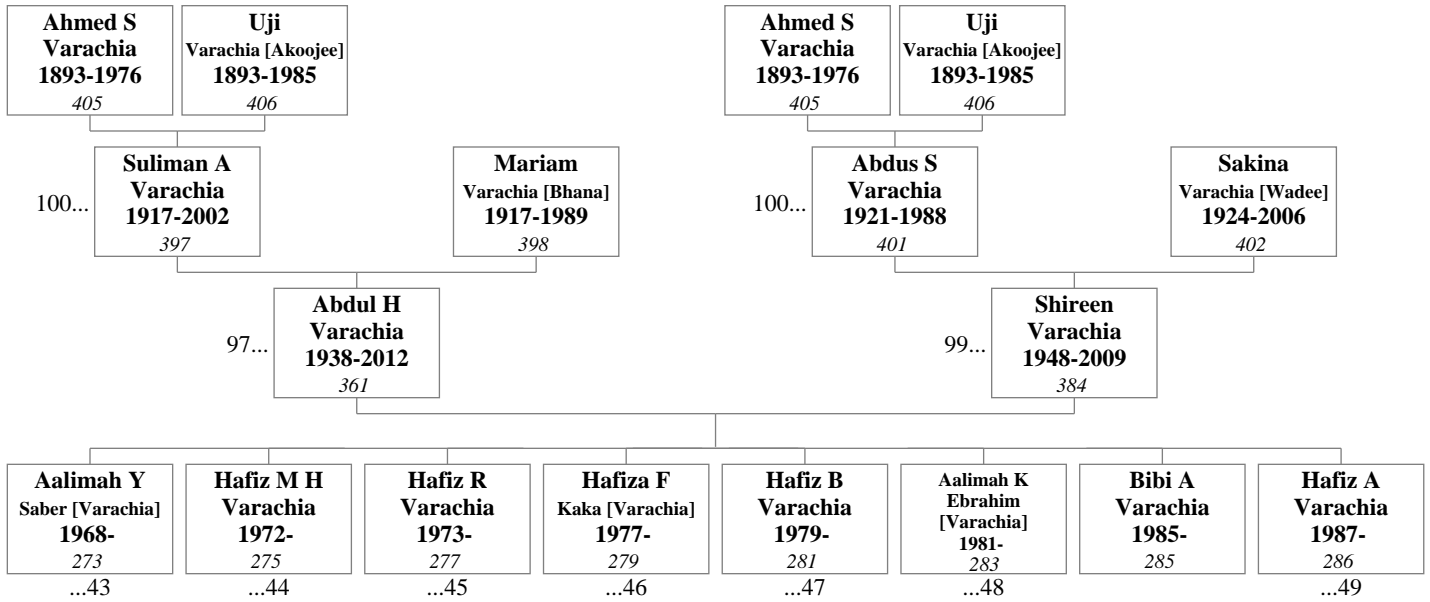 Ahmed S
Varachia
1893-1976
405
Uji
Varachia [Akoojee]
1893-1985
406
Ahmed S
Varachia
1893-1976
405
Uji
Varachia [Akoojee]
1893-1985
406
100...
Suliman A
Varachia
1917-2002
397
Mariam
Varachia [Bhana]
1917-1989
398
100...
Abdus S
Varachia
1921-1988
401
Sakina
Varachia [Wadee]
1924-2006
402
97...
Abdul H
Varachia
1938-2012
361
99...
Shireen
Varachia
1948-2009
384
Aalimah Y
Saber [Varachia]
1968-
273
...43
Hafiz M H
Varachia
1972-
275
...44
Hafiz R
Varachia
1973-
277
...45
Hafiza F
Kaka [Varachia]
1977-
279
...46
Hafiz B
Varachia
1979-
281
...47
Aalimah K
Ebrahim
[Varachia]
1981-
283
...48
Bibi A
Varachia
1985-
285
Hafiz A
Varachia
1987-
286
...49